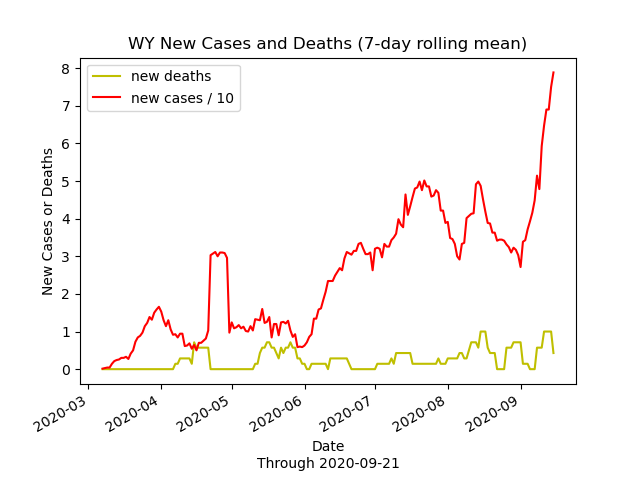 WY New Cases and Deaths (7-day rolling mean)
new deaths
new cases / 10
New Cases or Deaths
8
7
6
5
4
3
2
1
0
2020-03
2020-04
2020-05
2020-06
2020-07
2020-08
2020-09
Date
Through 2020-09-21